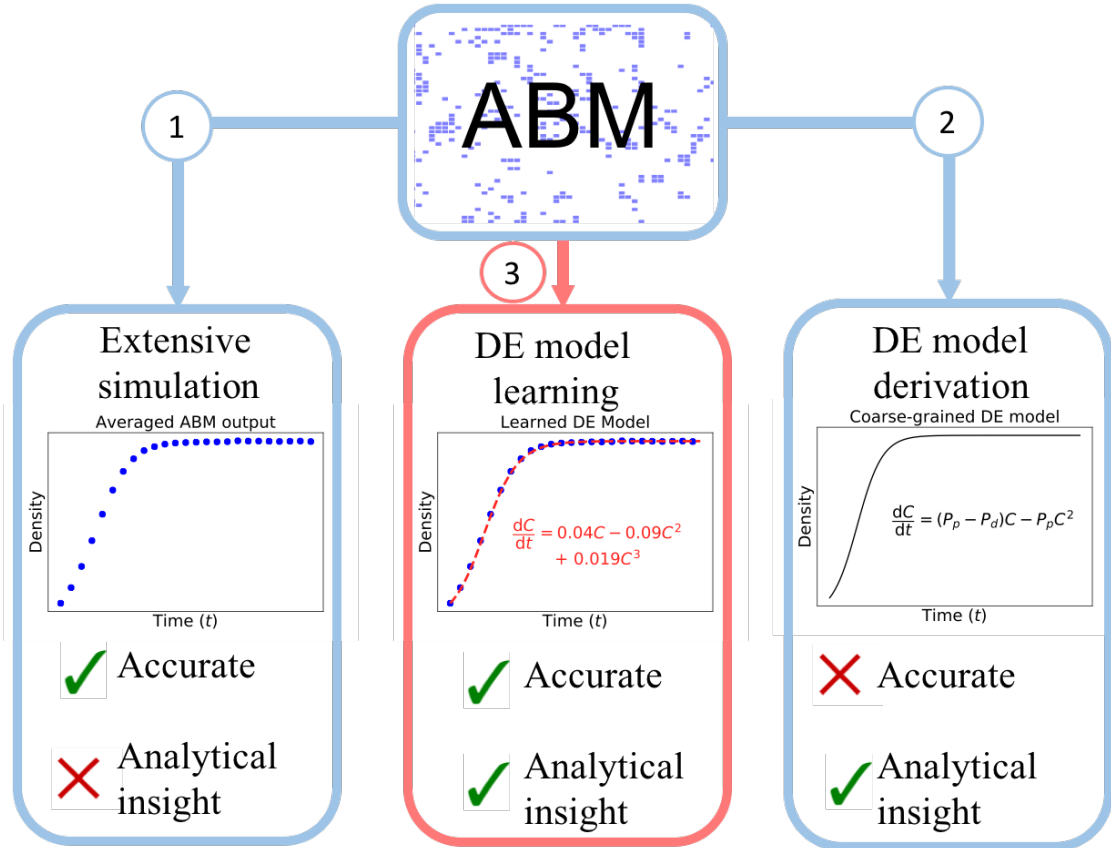 ABM
1
2
3
Extensive
simulation
Averaged ABM output
Density
Time (t)
Accurate
Analytical
insight
DE model
learning
Learned DE Model
Density
dC/dt = 0.04C − 0.09C²
+ 0.019C³
Time (t)
Accurate
Analytical
insight
DE model
derivation
Coarse-grained DE model
Density
dC/dt = (Pₚ − P_d)C − PₚC²
Time (t)
Accurate
Analytical
insight